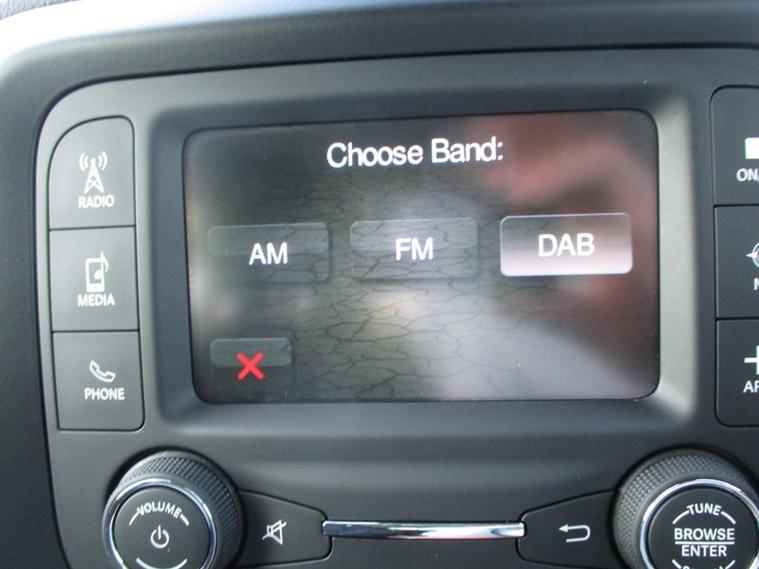 Choose Band:
AM FM DAB
RADIO
MEDIA
PHONE
VOLUME
TUNE
BROWSE
ENTER